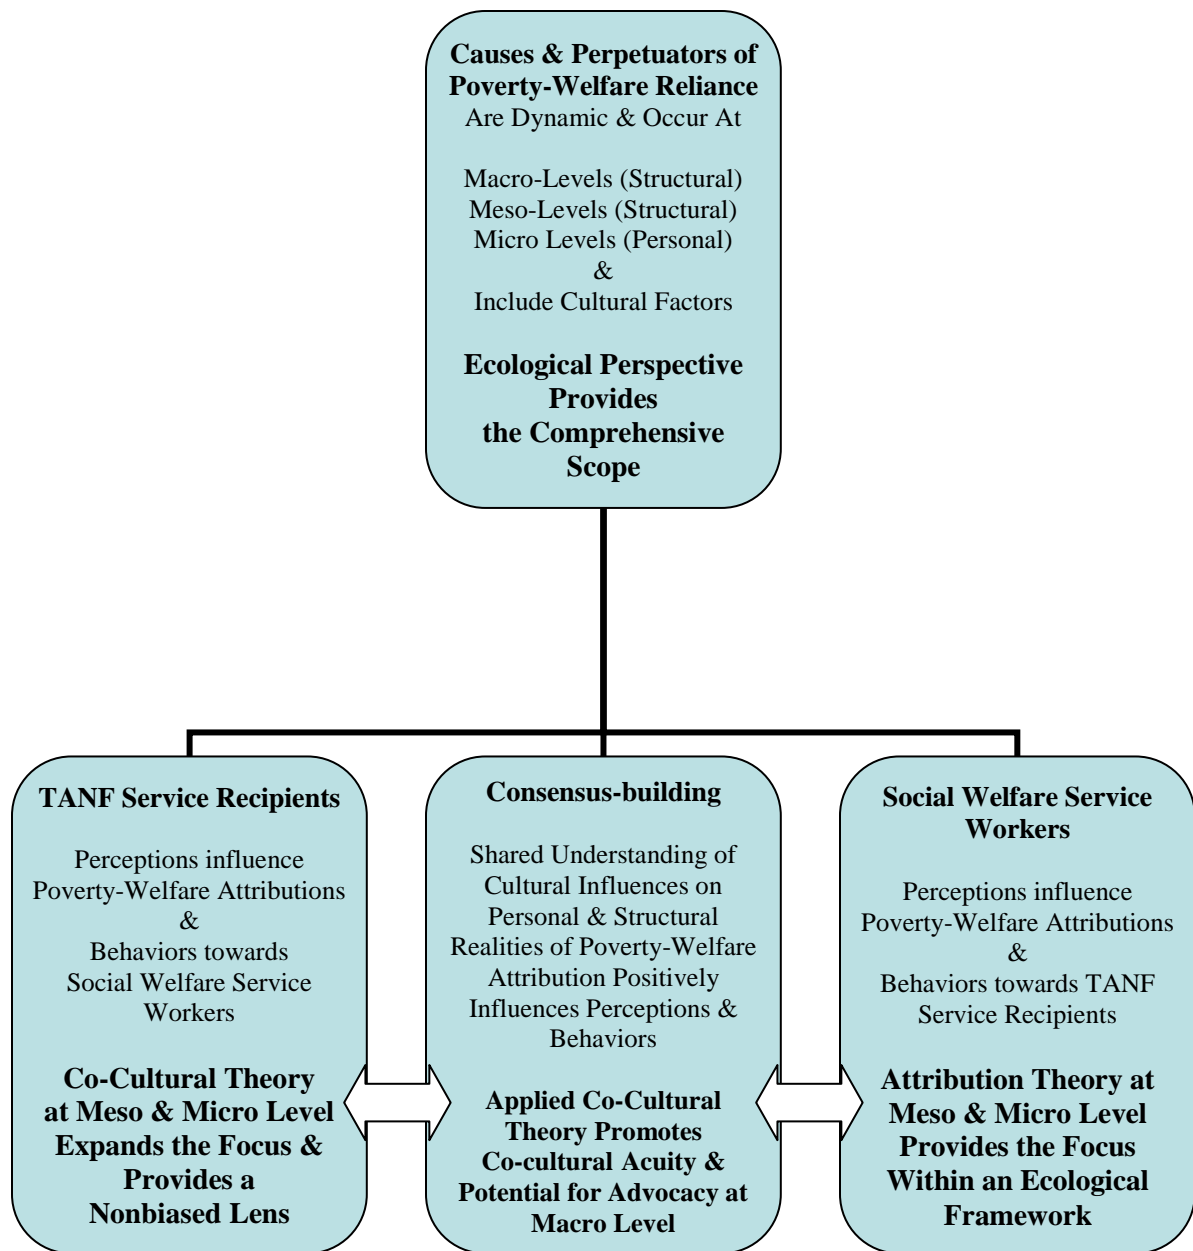 Causes & Perpetuators of
Poverty-Welfare Reliance
Are Dynamic & Occur At
Macro-Levels (Structural)
Meso-Levels (Structural)
Micro Levels (Personal)
&
Include Cultural Factors
Ecological Perspective
Provides
the Comprehensive
Scope
TANF Service Recipients
Perceptions influence
Poverty-Welfare Attributions
&
Behaviors towards
Social Welfare Service
Workers
Co-Cultural Theory
at Meso & Micro Level
Expands the Focus &
Provides a
Nonbiased Lens
Consensus-building
Shared Understanding of
Cultural Influences on
Personal & Structural
Realities of Poverty-Welfare
Attribution Positively
Influences Perceptions &
Behaviors
Applied Co-Cultural
Theory Promotes
Co-cultural Acuity &
Potential for Advocacy at
Macro Level
Social Welfare Service
Workers
Perceptions influence
Poverty-Welfare Attributions
&
Behaviors towards TANF
Service Recipients
Attribution Theory at
Meso & Micro Level
Provides the Focus
Within an Ecological
Framework